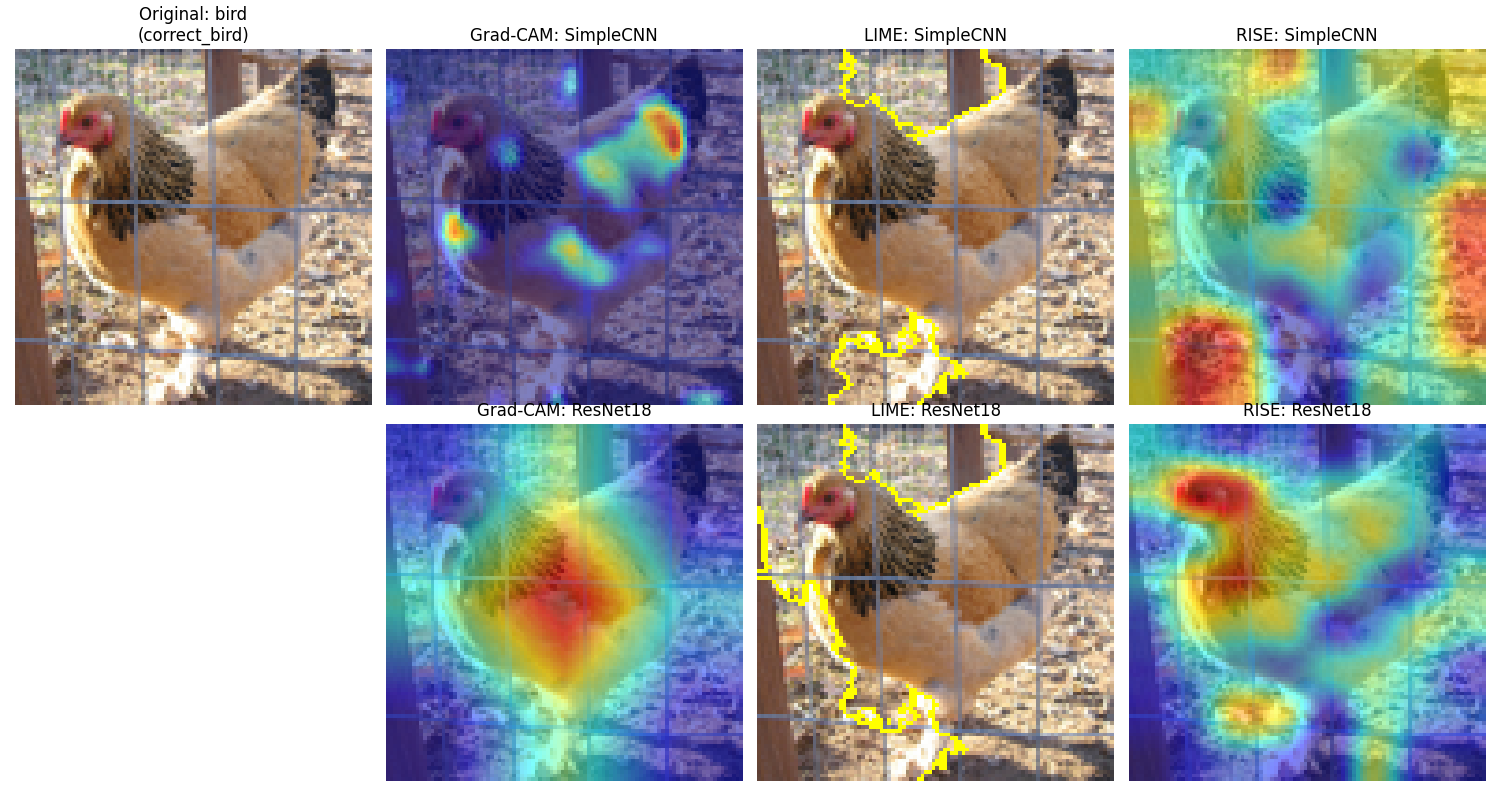 Original: bird
(correct_bird)
Grad-CAM: SimpleCNN
LIME: SimpleCNN
RISE: SimpleCNN
Grad-CAM: ResNet18
LIME: ResNet18
RISE: ResNet18